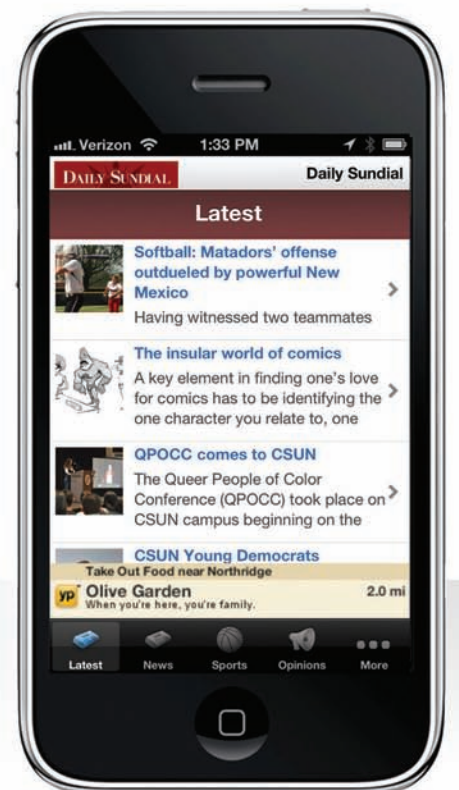 Verizon 1:33 PM
DAILY SUNDIAL Daily Sundial
Latest
Softball: Matadors' offense
outdueled by powerful New
Mexico
Having witnessed two teammates
The insular world of comics
A key element in finding one's love
for comics has to be identifying the
one character you relate to, one
QPOCC comes to CSUN
The Queer People of Color
Conference (QPOCC) took place on
CSUN campus beginning on the
CSUN Young Democrats
Take Out Food near Northridge
yp Olive Garden 2.0 mi
When you're here, you're family.
Latest News Sports Opinions More